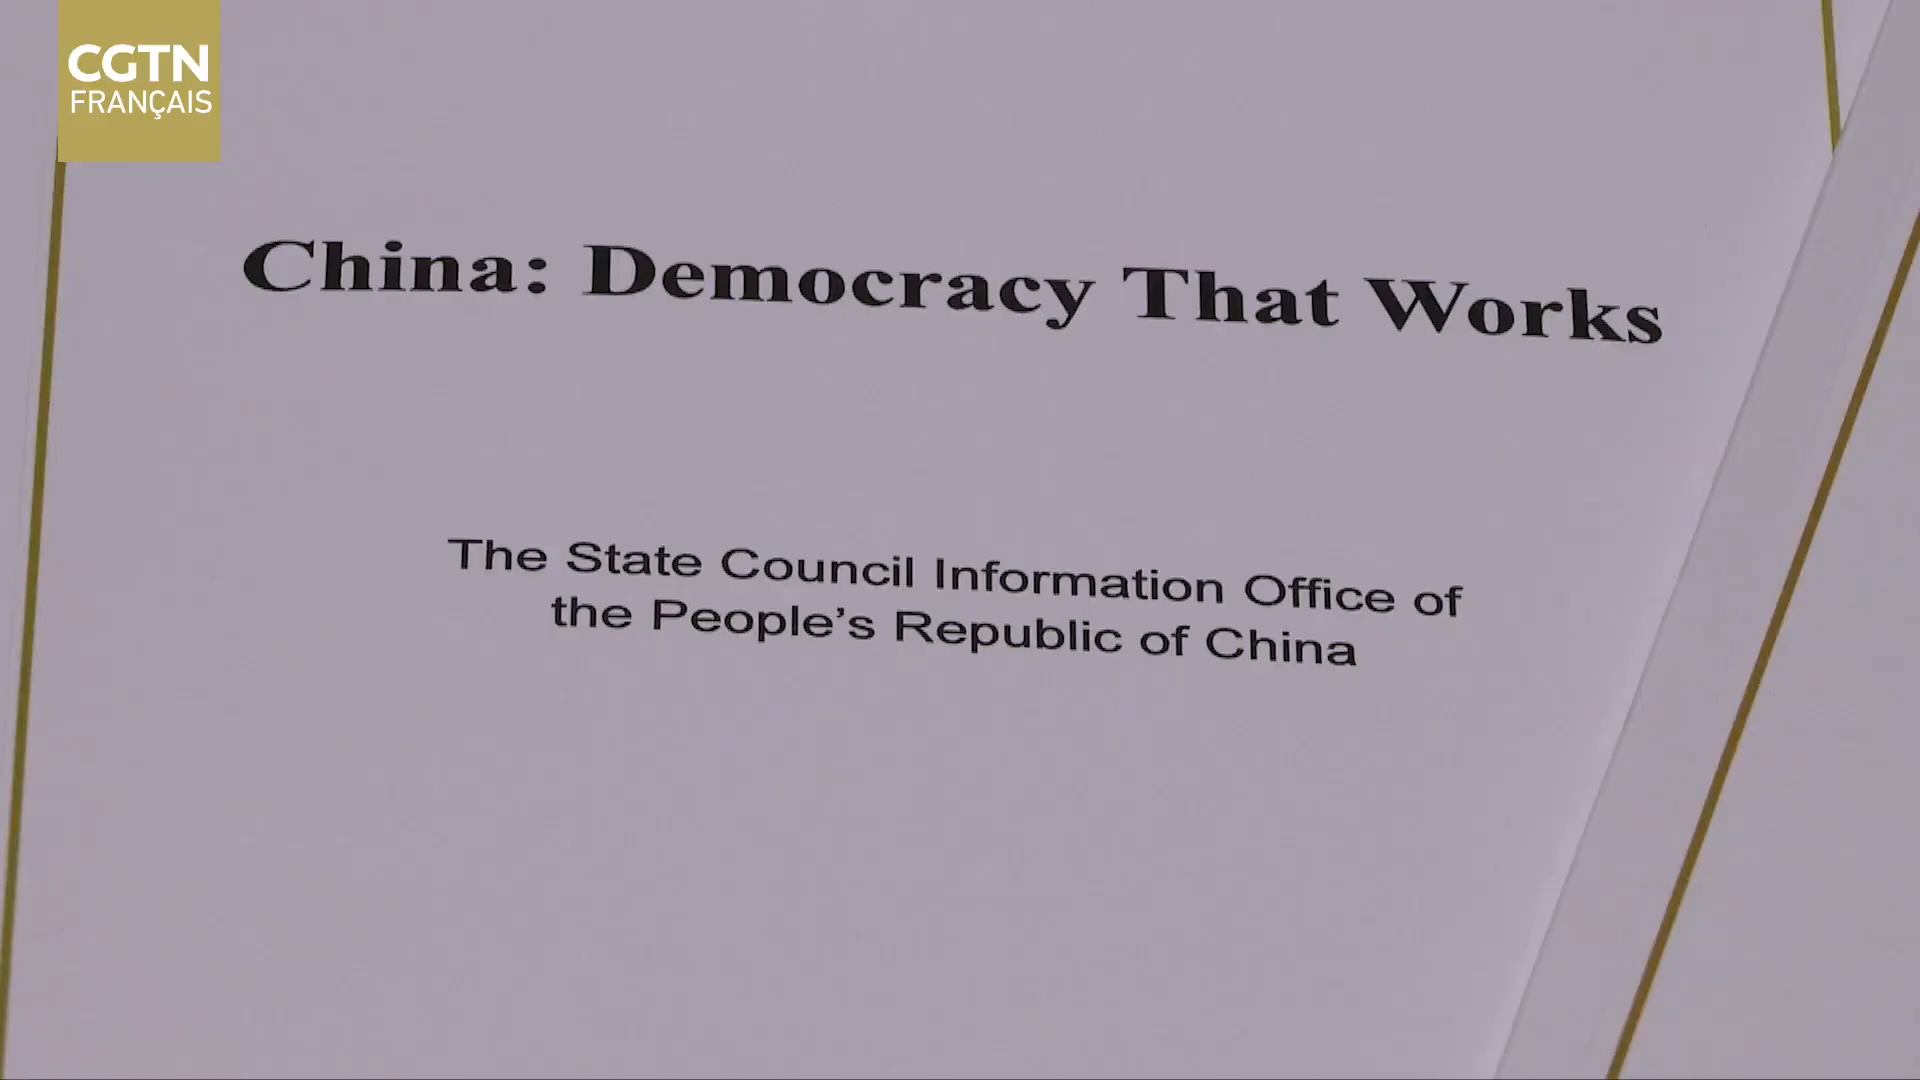 CGTN
FRANÇAIS
China: Democracy That Works
The State Council Information Office of
the People’s Republic of China